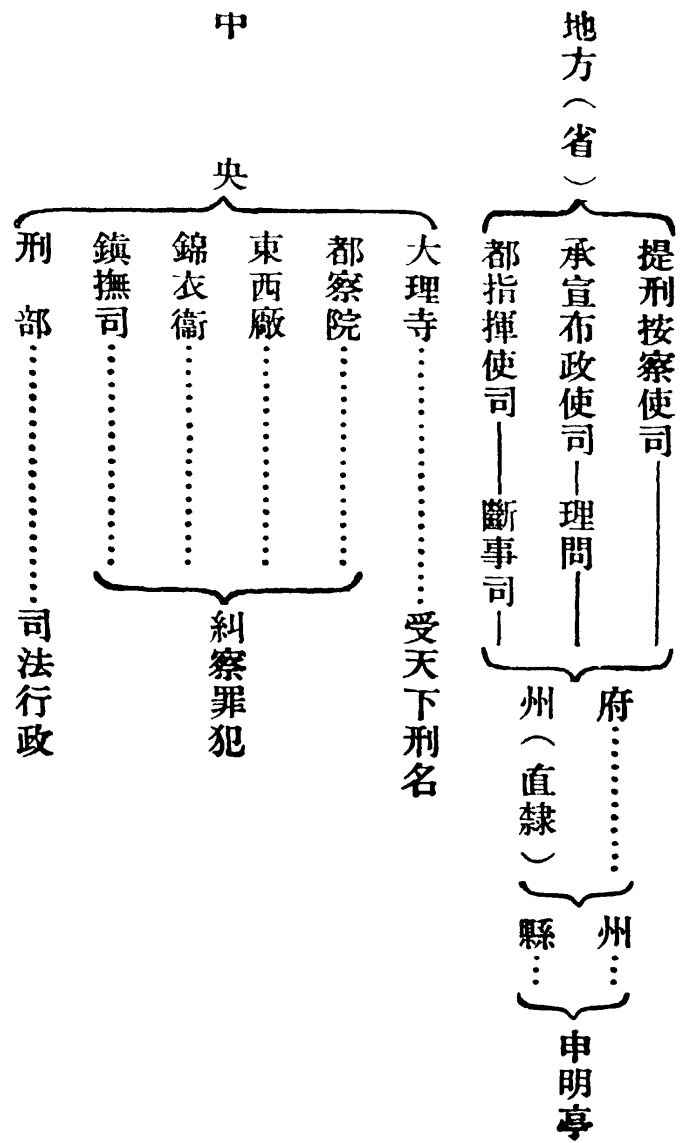 地方（省）
提刑按察使司
承宣布政使司 理問
都指揮使司 斷事司
府
州（直隸）
州
縣
申明亭
中央
大理寺 受天下刑名
都察院
東西廠
錦衣衞
鎭撫司
糾察罪犯
刑部 司法行政